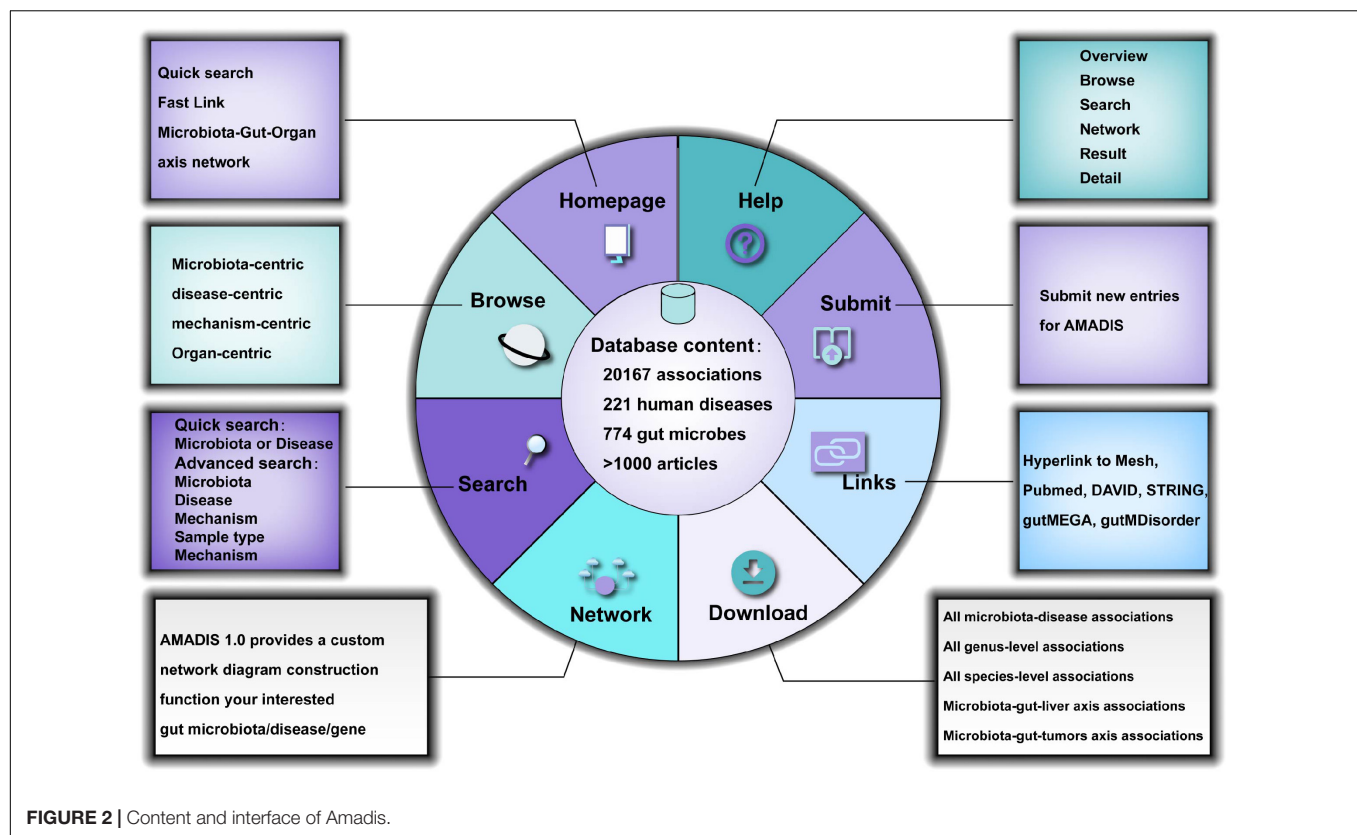 Quick search
Fast Link
Microbiota-Gut-Organ
axis network
Microbiota-centric
disease-centric
mechanism-centric
Organ-centric
Quick search:
Microbiota or Disease
Advanced search:
Microbiota
Disease
Mechanism
Sample type
Mechanism
AMADIS 1.0 provides a custom
network diagram construction
function your interested
gut microbiota/disease/gene
Homepage
Help
Browse
Submit
Search
Links
Network
Download
Database content:
20167 associations
221 human diseases
774 gut microbes
>1000 articles
Overview
Browse
Search
Network
Result
Detail
Submit new entries
for AMADIS
Hyperlink to Mesh,
Pubmed, DAVID, STRING,
gutMEGA, gutMDisorder
All microbiota-disease associations
All genus-level associations
All species-level associations
Microbiota-gut-liver axis associations
Microbiota-gut-tumors axis associations
FIGURE 2 | Content and interface of Amadis.